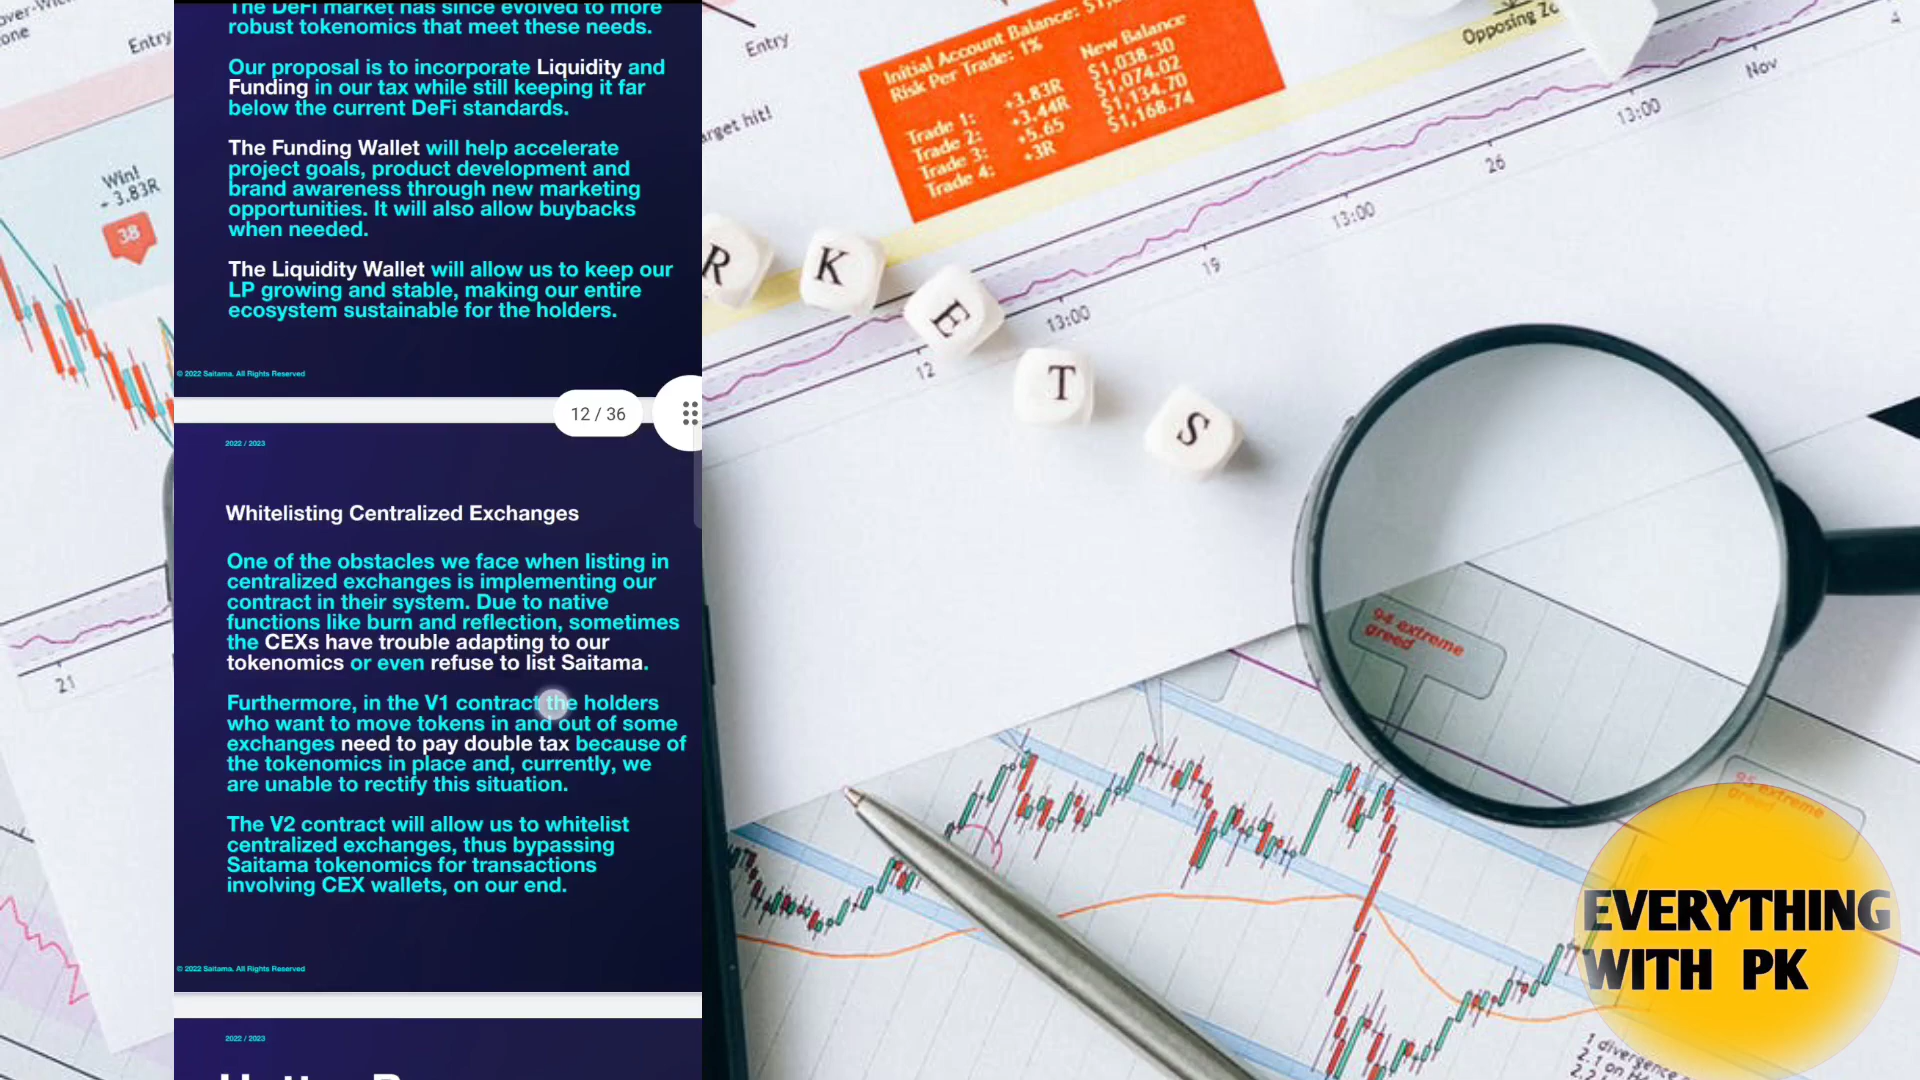 The DeFi market has since evolved to more
robust tokenomics that meet these needs.
Our proposal is to incorporate Liquidity and
Funding in our tax while still keeping it far
below the current DeFi standards.
The Funding Wallet will help accelerate
project goals, product development and
brand awareness through new marketing
opportunities. It will also allow buybacks
when needed.
The Liquidity Wallet will allow us to keep our
LP growing and stable, making our entire
ecosystem sustainable for the holders.
© 2022 Saitama. All Rights Reserved
12 / 36
2022 / 2023
Whitelisting Centralized Exchanges
One of the obstacles we face when listing in
centralized exchanges is implementing our
contract in their system. Due to native
functions like burn and reflection, sometimes
the CEXs have trouble adapting to our
tokenomics or even refuse to list Saitama.
Furthermore, in the V1 contract the holders
who want to move tokens in and out of some
exchanges need to pay double tax because of
the tokenomics in place and, currently, we
are unable to rectify this situation.
The V2 contract will allow us to whitelist
centralized exchanges, thus bypassing
Saitama tokenomics for transactions
involving CEX wallets, on our end.
© 2022 Saitama. All Rights Reserved
2022 / 2023
Entry
Win!
+ 3.83R
38
21
Entry
Initial Account Balance:
Risk Per Trade: 1%
New Balance
Trade 1: +3.83R $1,038.30
Trade 2: +3.44R $1,074.02
Trade 3: +5.65 $1,134.70
Trade 4: +3R $1,168.74
Opposing
Nov
13:00
26
13:00
19
13:00
12
R
K
E
T
S
94 extreme
greed
95 extreme
greed
1 divergence
EVERYTHING
WITH PK